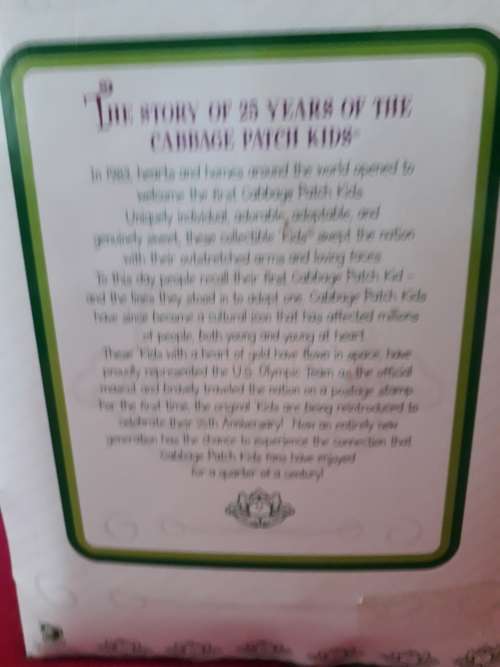 THE STORY OF 25 YEARS OF THE
CABBAGE PATCH KIDS
In 1983, hearts and homes around the world opened to
welcome the first Cabbage Patch Kids
Uniquely individual, adorable, adoptable, and
genuinely sweet, these collectible 'Kids® swept the nation
with their outstretched arms and loving faces
To this day people recall their first Cabbage Patch Kid –
and the lines they stood in to adopt one. Cabbage Patch Kids
have since become a cultural icon that has affected millions
of people, both young and young at heart
These 'Kids with a heart of gold have flown in space, have
proudly represented the U.S. Olympic Team as the official
mascot and bravely traveled the nation on a postage stamp
For the first time, the original 'Kids are being reintroduced to
celebrate their 25th Anniversary! Now an entirely new
generation has the chance to experience the connection that
Cabbage Patch Kids fans have enjoyed
for a quarter of a century!